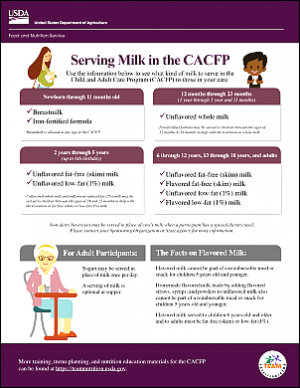 USDA
United States Department of Agriculture
Food and Nutrition Service
Serving Milk in the CACFP
Use the information below to see what kind of milk to serve in the
Child and Adult Care Program (CACFP) to those in your care.
Newborn through 11 months old
Breastmilk
Iron-fortified formula
Breastmilk is allowed at any age in the CACFP.
12 months through 23 months
(1 year through 1 year and 11 months)
Unflavored whole milk
2 years through 5 years
(up to 6th birthday)
Unflavored fat-free (skim) milk
Unflavored low-fat (1%) milk
6 through 12 years, 13 through 18 years, and adults
Unflavored fat-free (skim) milk
Flavored fat-free (skim) milk
Unflavored low-fat (1%) milk
Flavored low-fat (1%) milk
Non-dairy beverages may be served in place of cow's milk when a participant has a special dietary need.
Please contact your Sponsoring Organization or State agency for more information.
For Adult Participants:
Yogurt may be served in
place of milk once per day.
A serving of milk is
optional at supper.
The Facts on Flavored Milk:
Flavored milk cannot be part of a reimbursable meal or
snack for children 5 years old and younger.
Homemade flavored milk made by adding flavored
straws, syrups, and powders to unflavored milk also
cannot be part of a reimbursable meal or snack for
children 5 years old and younger.
Flavored milk served to children 6 years old and older
and to adults must be fat-free (skim) or low-fat (1%).
More training, menu planning, and nutrition education materials for the CACFP
can be found at https://teamnutrition.usda.gov.
TEAM